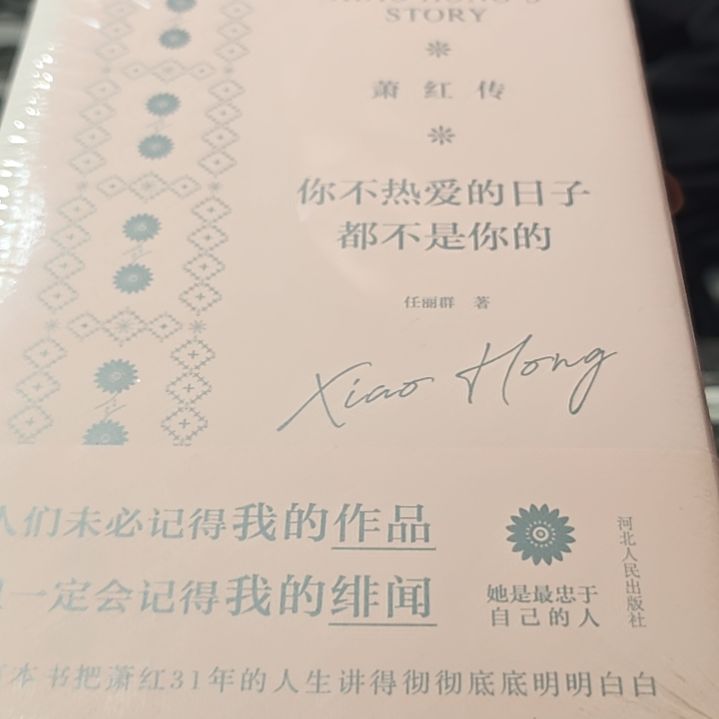 STORY
萧红传
你不热爱的日子
都不是你的
任丽群 著
Xiao Hong
人们未必记得我的作品
一定会记得我的绯闻
她是最忠于
自己的人
河北人民出版社
本书把萧红31年的人生讲得彻彻底底明明白白